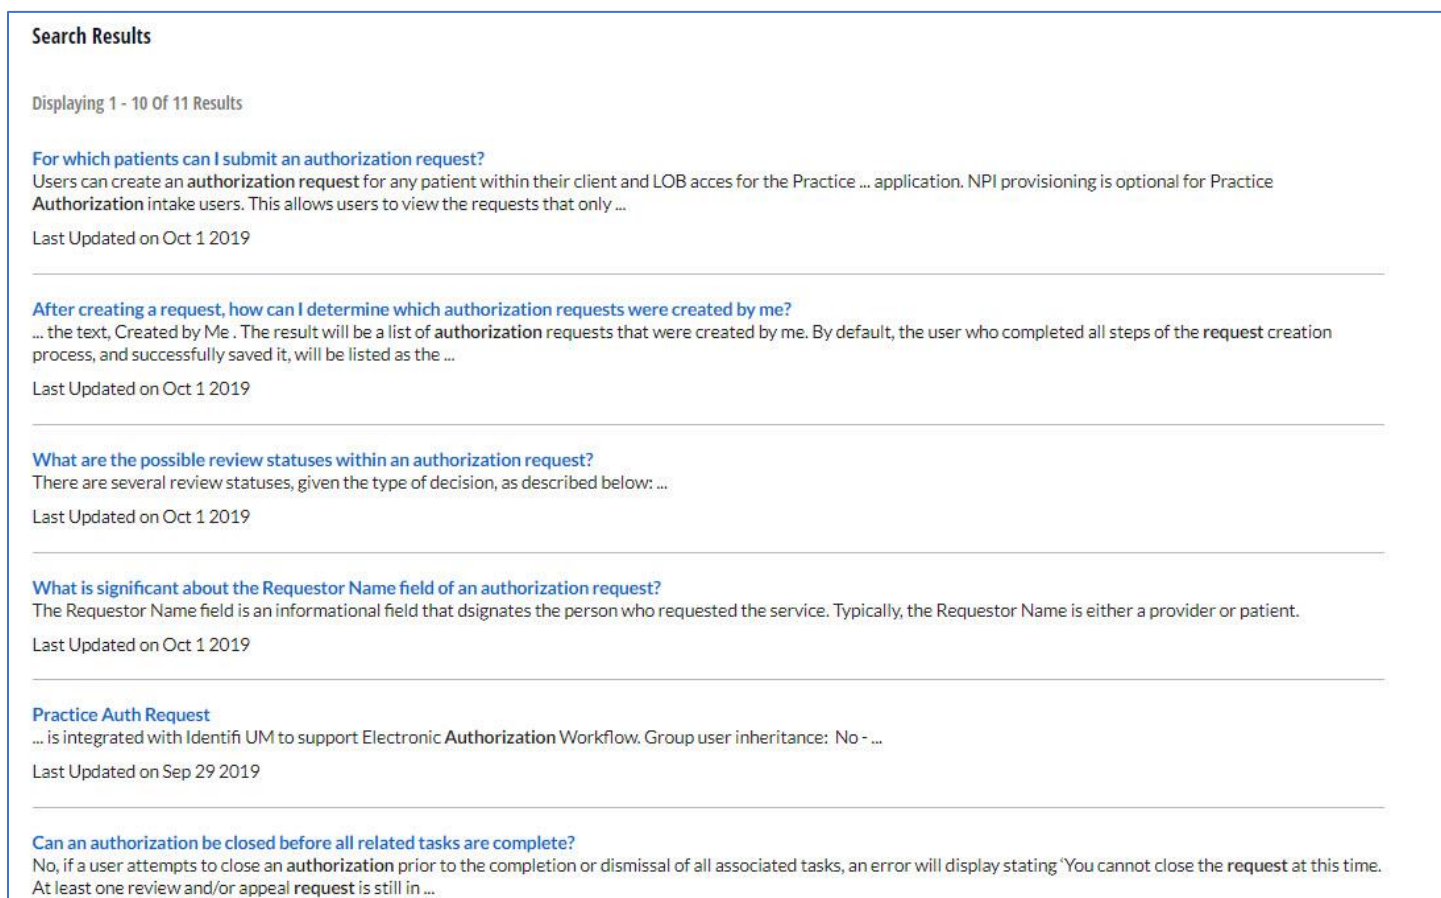 Search Results
Displaying 1 - 10 Of 11 Results
For which patients can I submit an authorization request?
Users can create an authorization request for any patient within their client and LOB acces for the Practice ... application. NPI provisioning is optional for Practice
Authorization intake users. This allows users to view the requests that only ...
Last Updated on Oct 1 2019
After creating a request, how can I determine which authorization requests were created by me?
... the text, Created by Me . The result will be a list of authorization requests that were created by me. By default, the user who completed all steps of the request creation
process, and successfully saved it, will be listed as the ...
Last Updated on Oct 1 2019
What are the possible review statuses within an authorization request?
There are several review statuses, given the type of decision, as described below: ...
Last Updated on Oct 1 2019
What is significant about the Requestor Name field of an authorization request?
The Requestor Name field is an informational field that dsignates the person who requested the service. Typically, the Requestor Name is either a provider or patient.
Last Updated on Oct 1 2019
Practice Auth Request
... is integrated with Identifi UM to support Electronic Authorization Workflow. Group user inheritance: No - ...
Last Updated on Sep 29 2019
Can an authorization be closed before all related tasks are complete?
No, if a user attempts to close an authorization prior to the completion or dismissal of all associated tasks, an error will display stating ‘You cannot close the request at this time.
At least one review and/or appeal request is still in ...